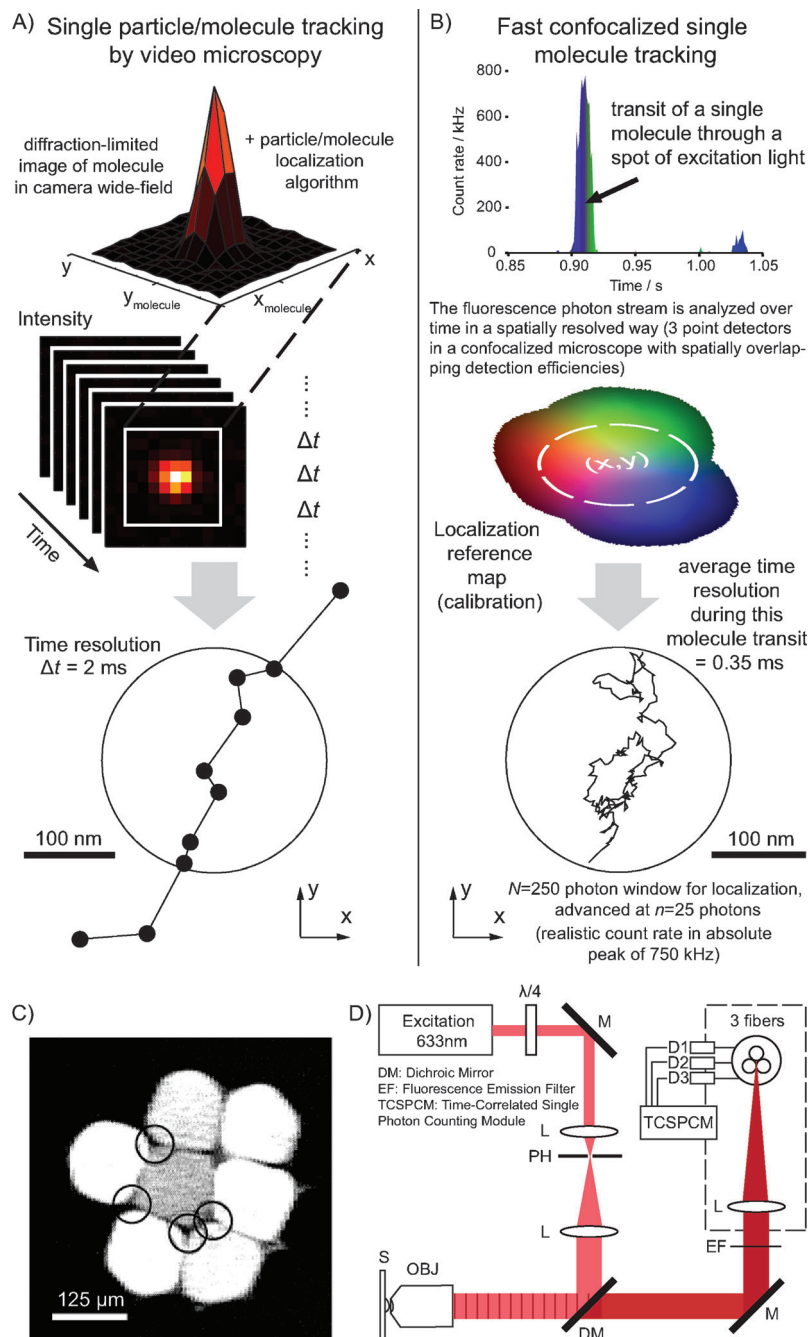 A) Single particle/molecule tracking
by video microscopy
diffraction-limited
image of molecule
in camera wide-field
+ particle/molecule
localization
algorithm
y
x
y molecule
x molecule
Intensity
Time
...
...
Δt
Δt
Δt
...
...
Time resolution
Δt = 2 ms
100 nm
y
x
B) Fast confocalized single
molecule tracking
Count rate / kHz
800
600
400
200
0
0.85 0.90 0.95 1.00 1.05
Time / s
transit of a single
molecule through a
spot of excitation light
The fluorescence photon stream is analyzed over
time in a spatially resolved way (3 point detectors
in a confocalized microscope with spatially overlap-
ping detection efficiencies)
(x,y)
Localization
reference
map
(calibration)
average time
resolution
during this
molecule transit
= 0.35 ms
100 nm
y
x
N=250 photon window for localization,
advanced at n=25 photons
(realistic count rate in absolute
peak of 750 kHz)
C)
125 µm
D)
Excitation
633nm
λ/4
M
DM: Dichroic Mirror
EF: Fluorescence Emission Filter
TCSPCM: Time-Correlated Single
Photon Counting Module
L
PH
L
S
OBJ
DM
3 fibers
D1
D2
D3
TCSPCM
L
EF
M